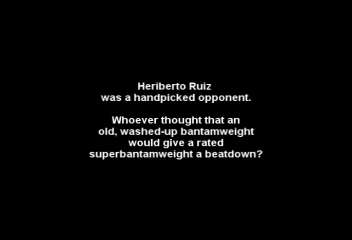 Heriberto Ruiz
was a handpicked opponent.
Whoever thought that an
old, washed-up bantamweight
would give a rated
superbantamweight a beatdown?